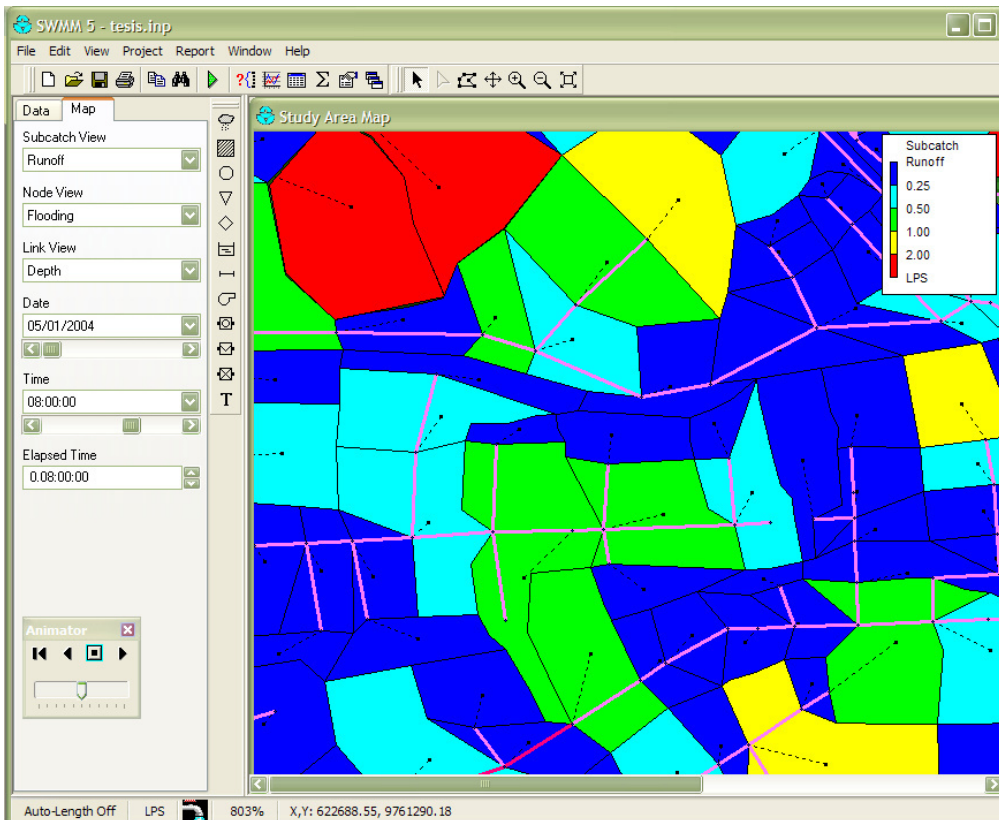 SWMM 5 - tesis.inp
File Edit View Project Report Window Help
?{}
Σ
Data Map
Subcatch View
Runoff
Node View
Flooding
Link View
Depth
Date
05/01/2004
Time
08:00:00
Elapsed Time
0.08:00:00
T
Animator
Study Area Map
Subcatch
Runoff
0.25
0.50
1.00
2.00
LPS
Auto-Length Off LPS 803% X,Y: 622688.55, 9761290.18